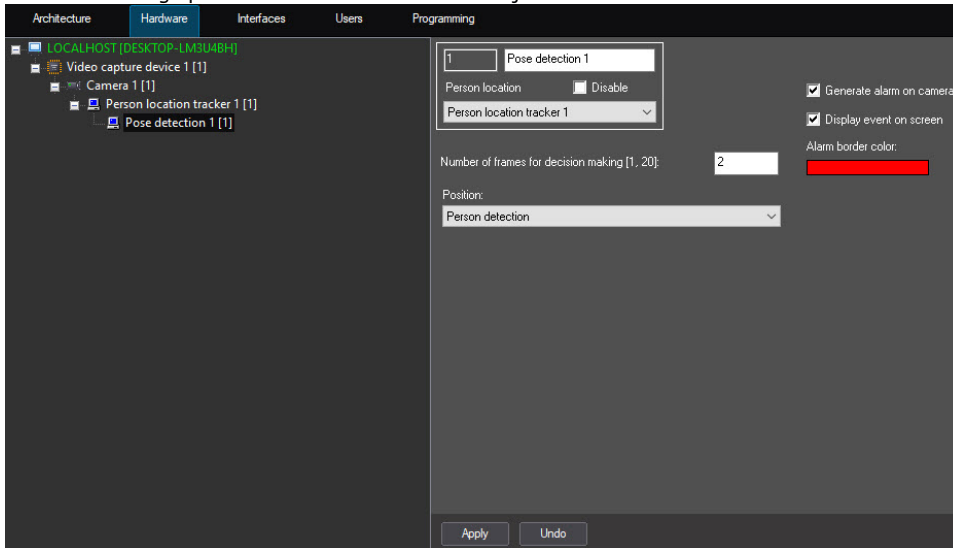 Architecture Hardware Interfaces Users Programming
LOCALHOST [DESKTOP-LM3U4BH]
Video capture device 1 [1]
Camera 1 [1]
Person location tracker 1 [1]
Pose detection 1 [1]
1 Pose detection 1
Person location Disable
Person location tracker 1
Generate alarm on camera
Display event on screen
Alarm border color:
Number of frames for decision making [1, 20]: 2
Position:
Person detection
Apply Undo